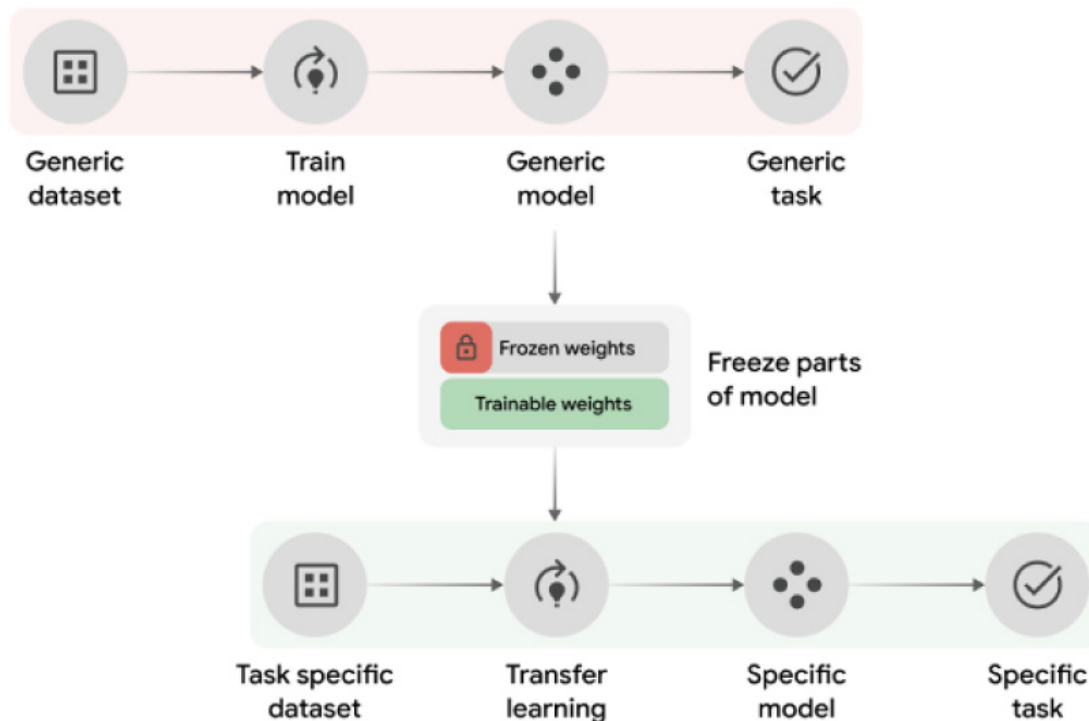 Generic
dataset
Train
model
Generic
model
Generic
task
Frozen weights
Trainable weights
Freeze parts
of model
Task specific
dataset
Transfer
learning
Specific
model
Specific
task